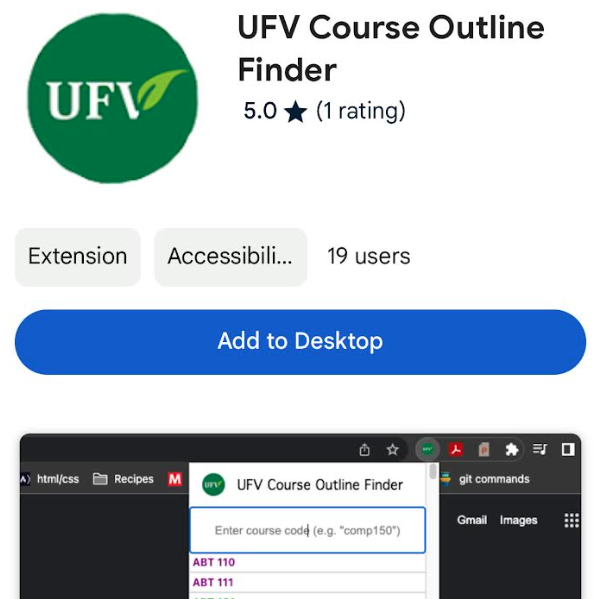 UFV
UFV Course Outline
Finder
5.0 ★ (1 rating)
Extension
Accessibili...
19 users
Add to Desktop
html/css
Recipes
M
git commands
UFV
UFV Course Outline Finder
Enter course code (e.g. "comp150")
Gmail
Images
ABT 110
ABT 111